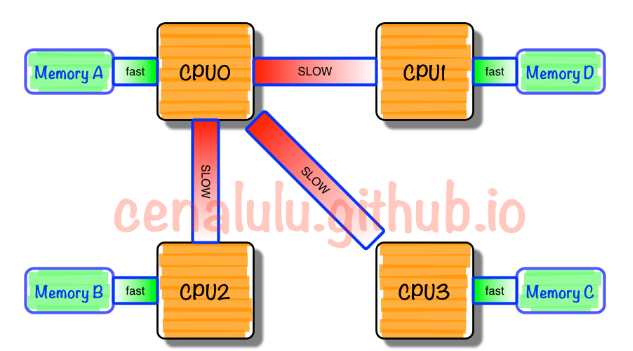 Memory A
fast
CPU0
SLOW
CPU1
fast
Memory D
SLOW
SLOW
cenalulu.github.io
Memory B
fast
CPU2
CPU3
fast
Memory C